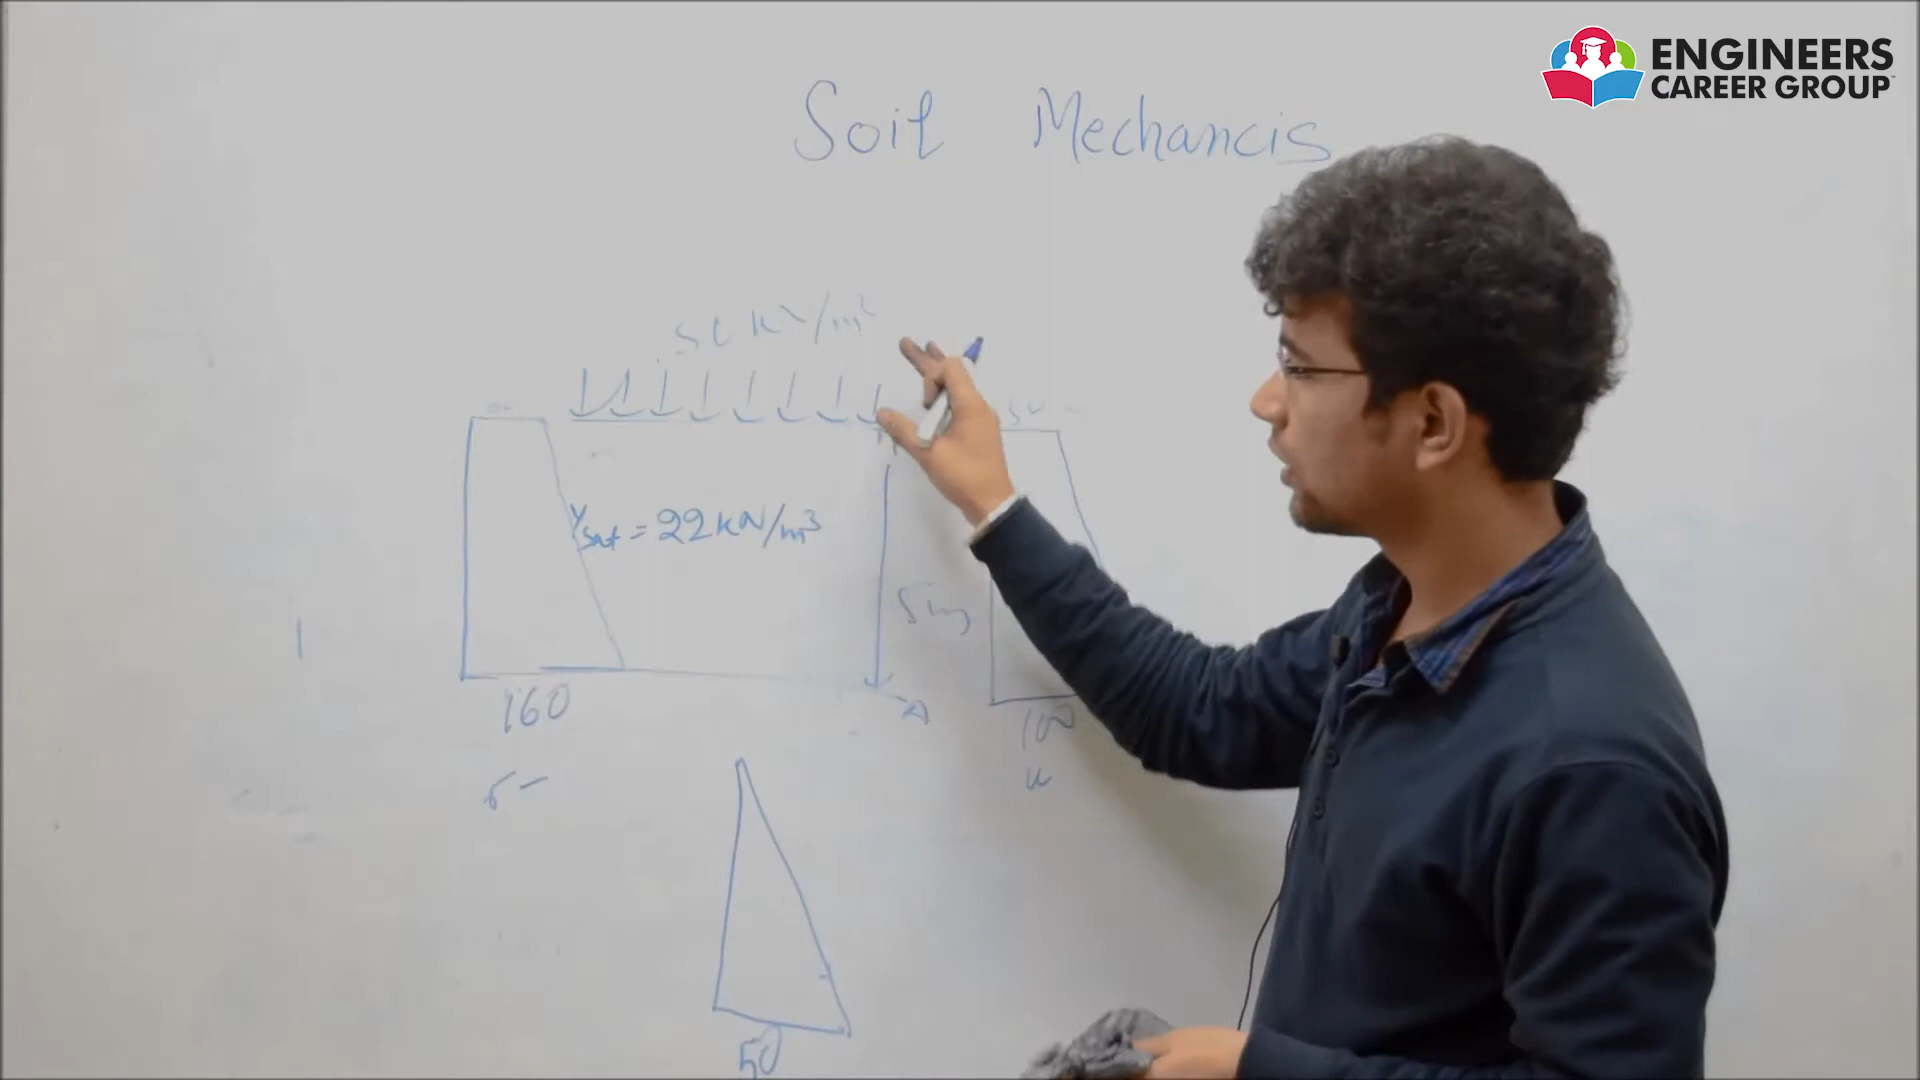 ENGINEERS
CAREER GROUP
Soil Mechancis
50 kN/m²
γsat = 22 kN/m³
5m
A
160
100
σ
u
50